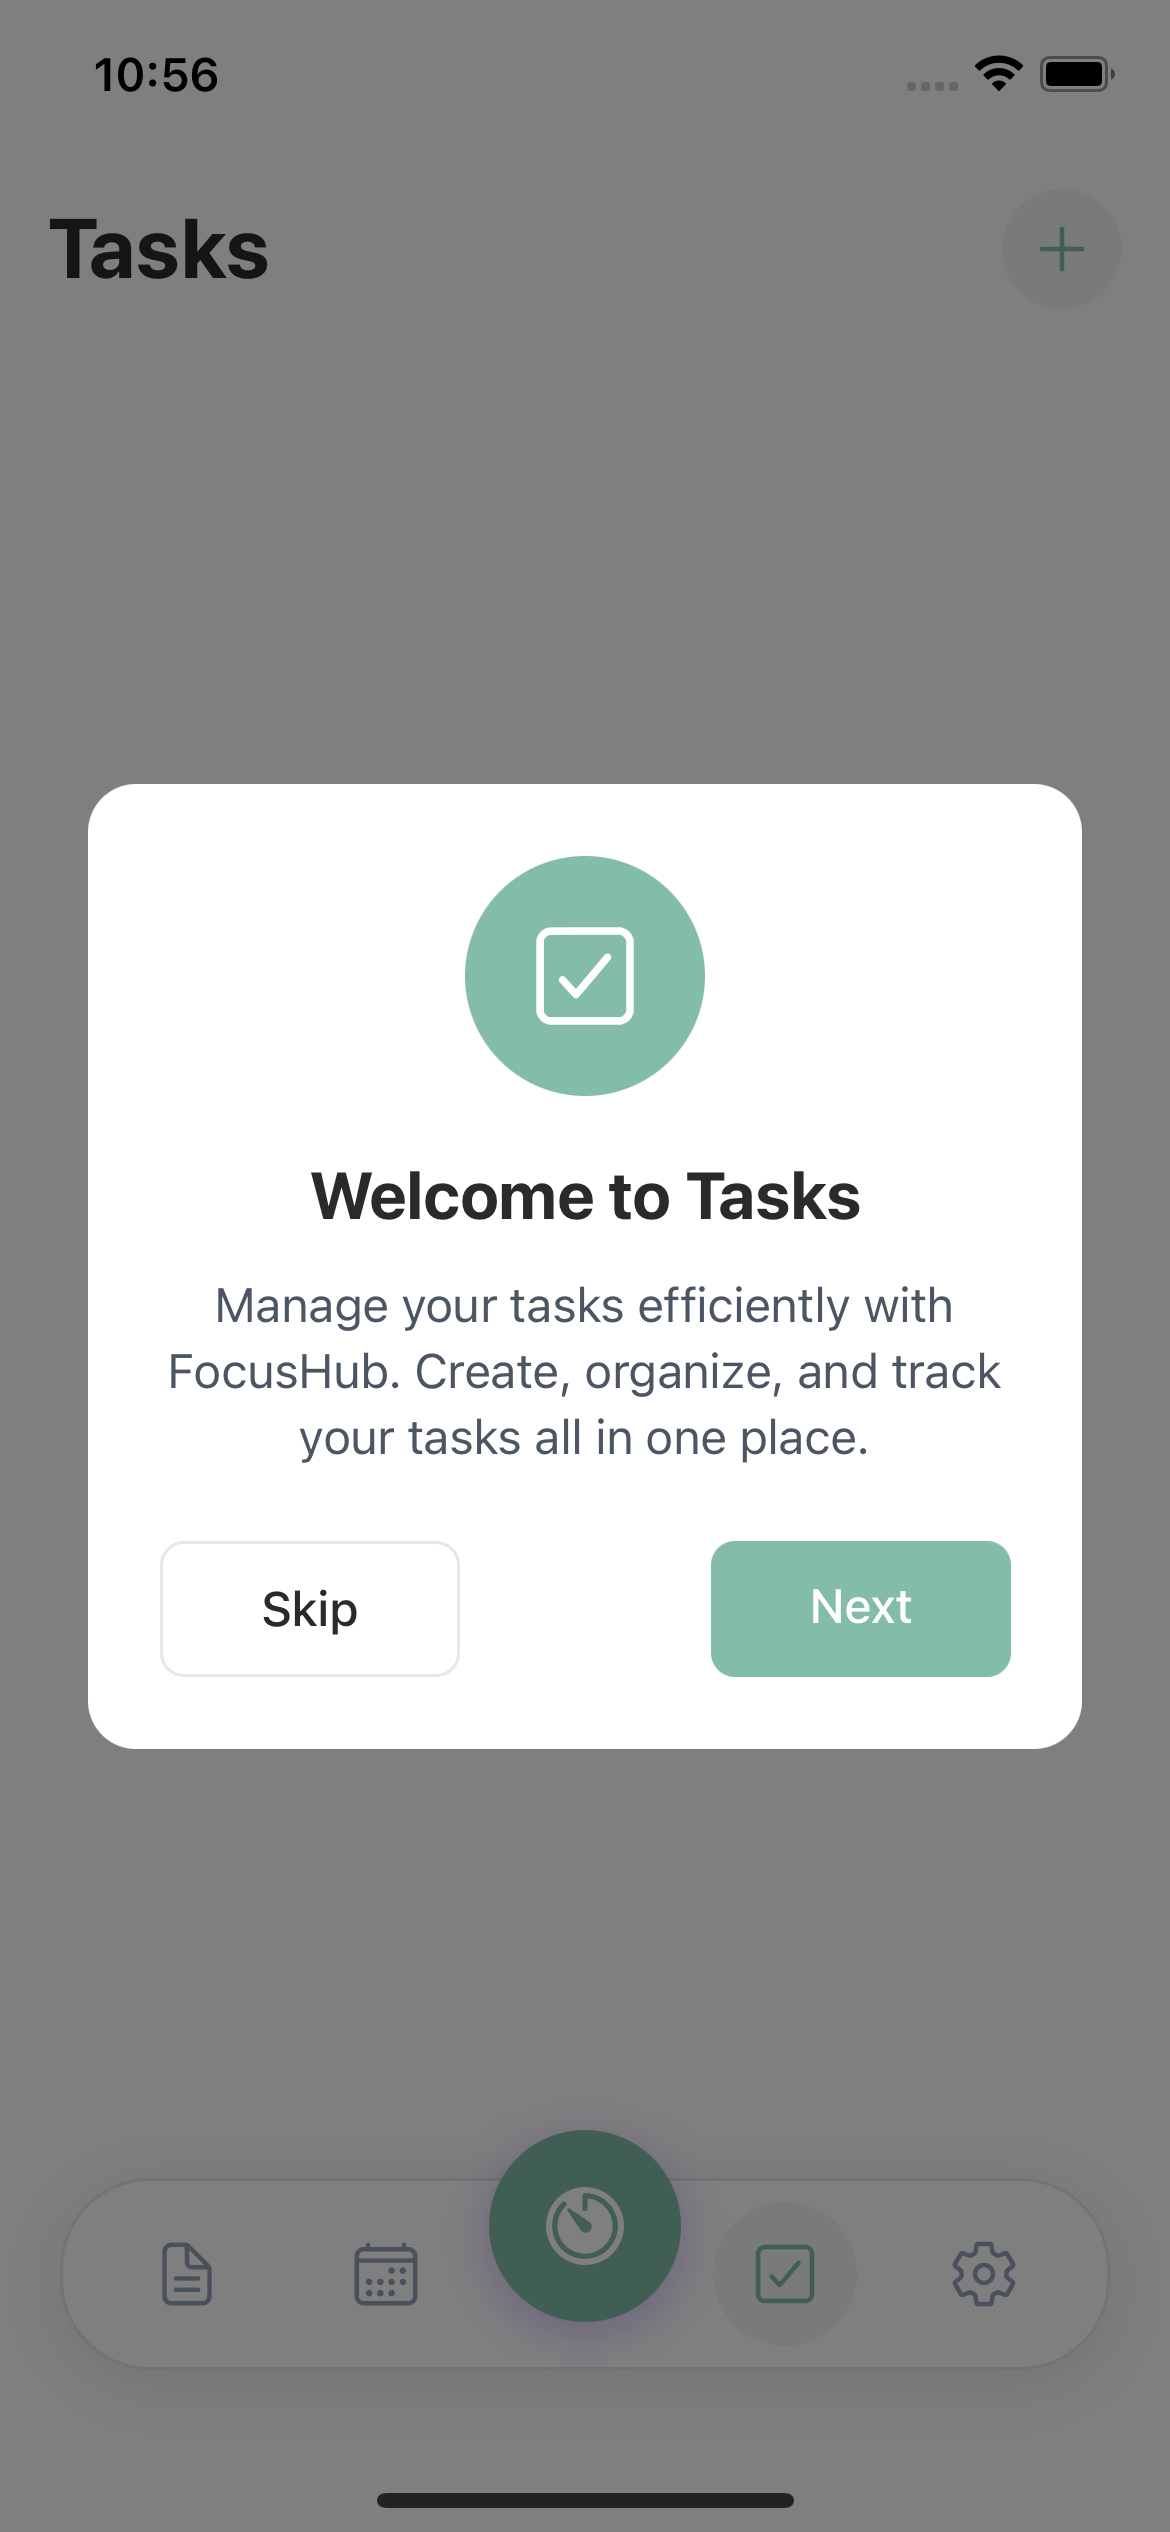 10:56
Tasks
Welcome to Tasks
Manage your tasks efficiently with
FocusHub. Create, organize, and track
your tasks all in one place.
Skip
Next